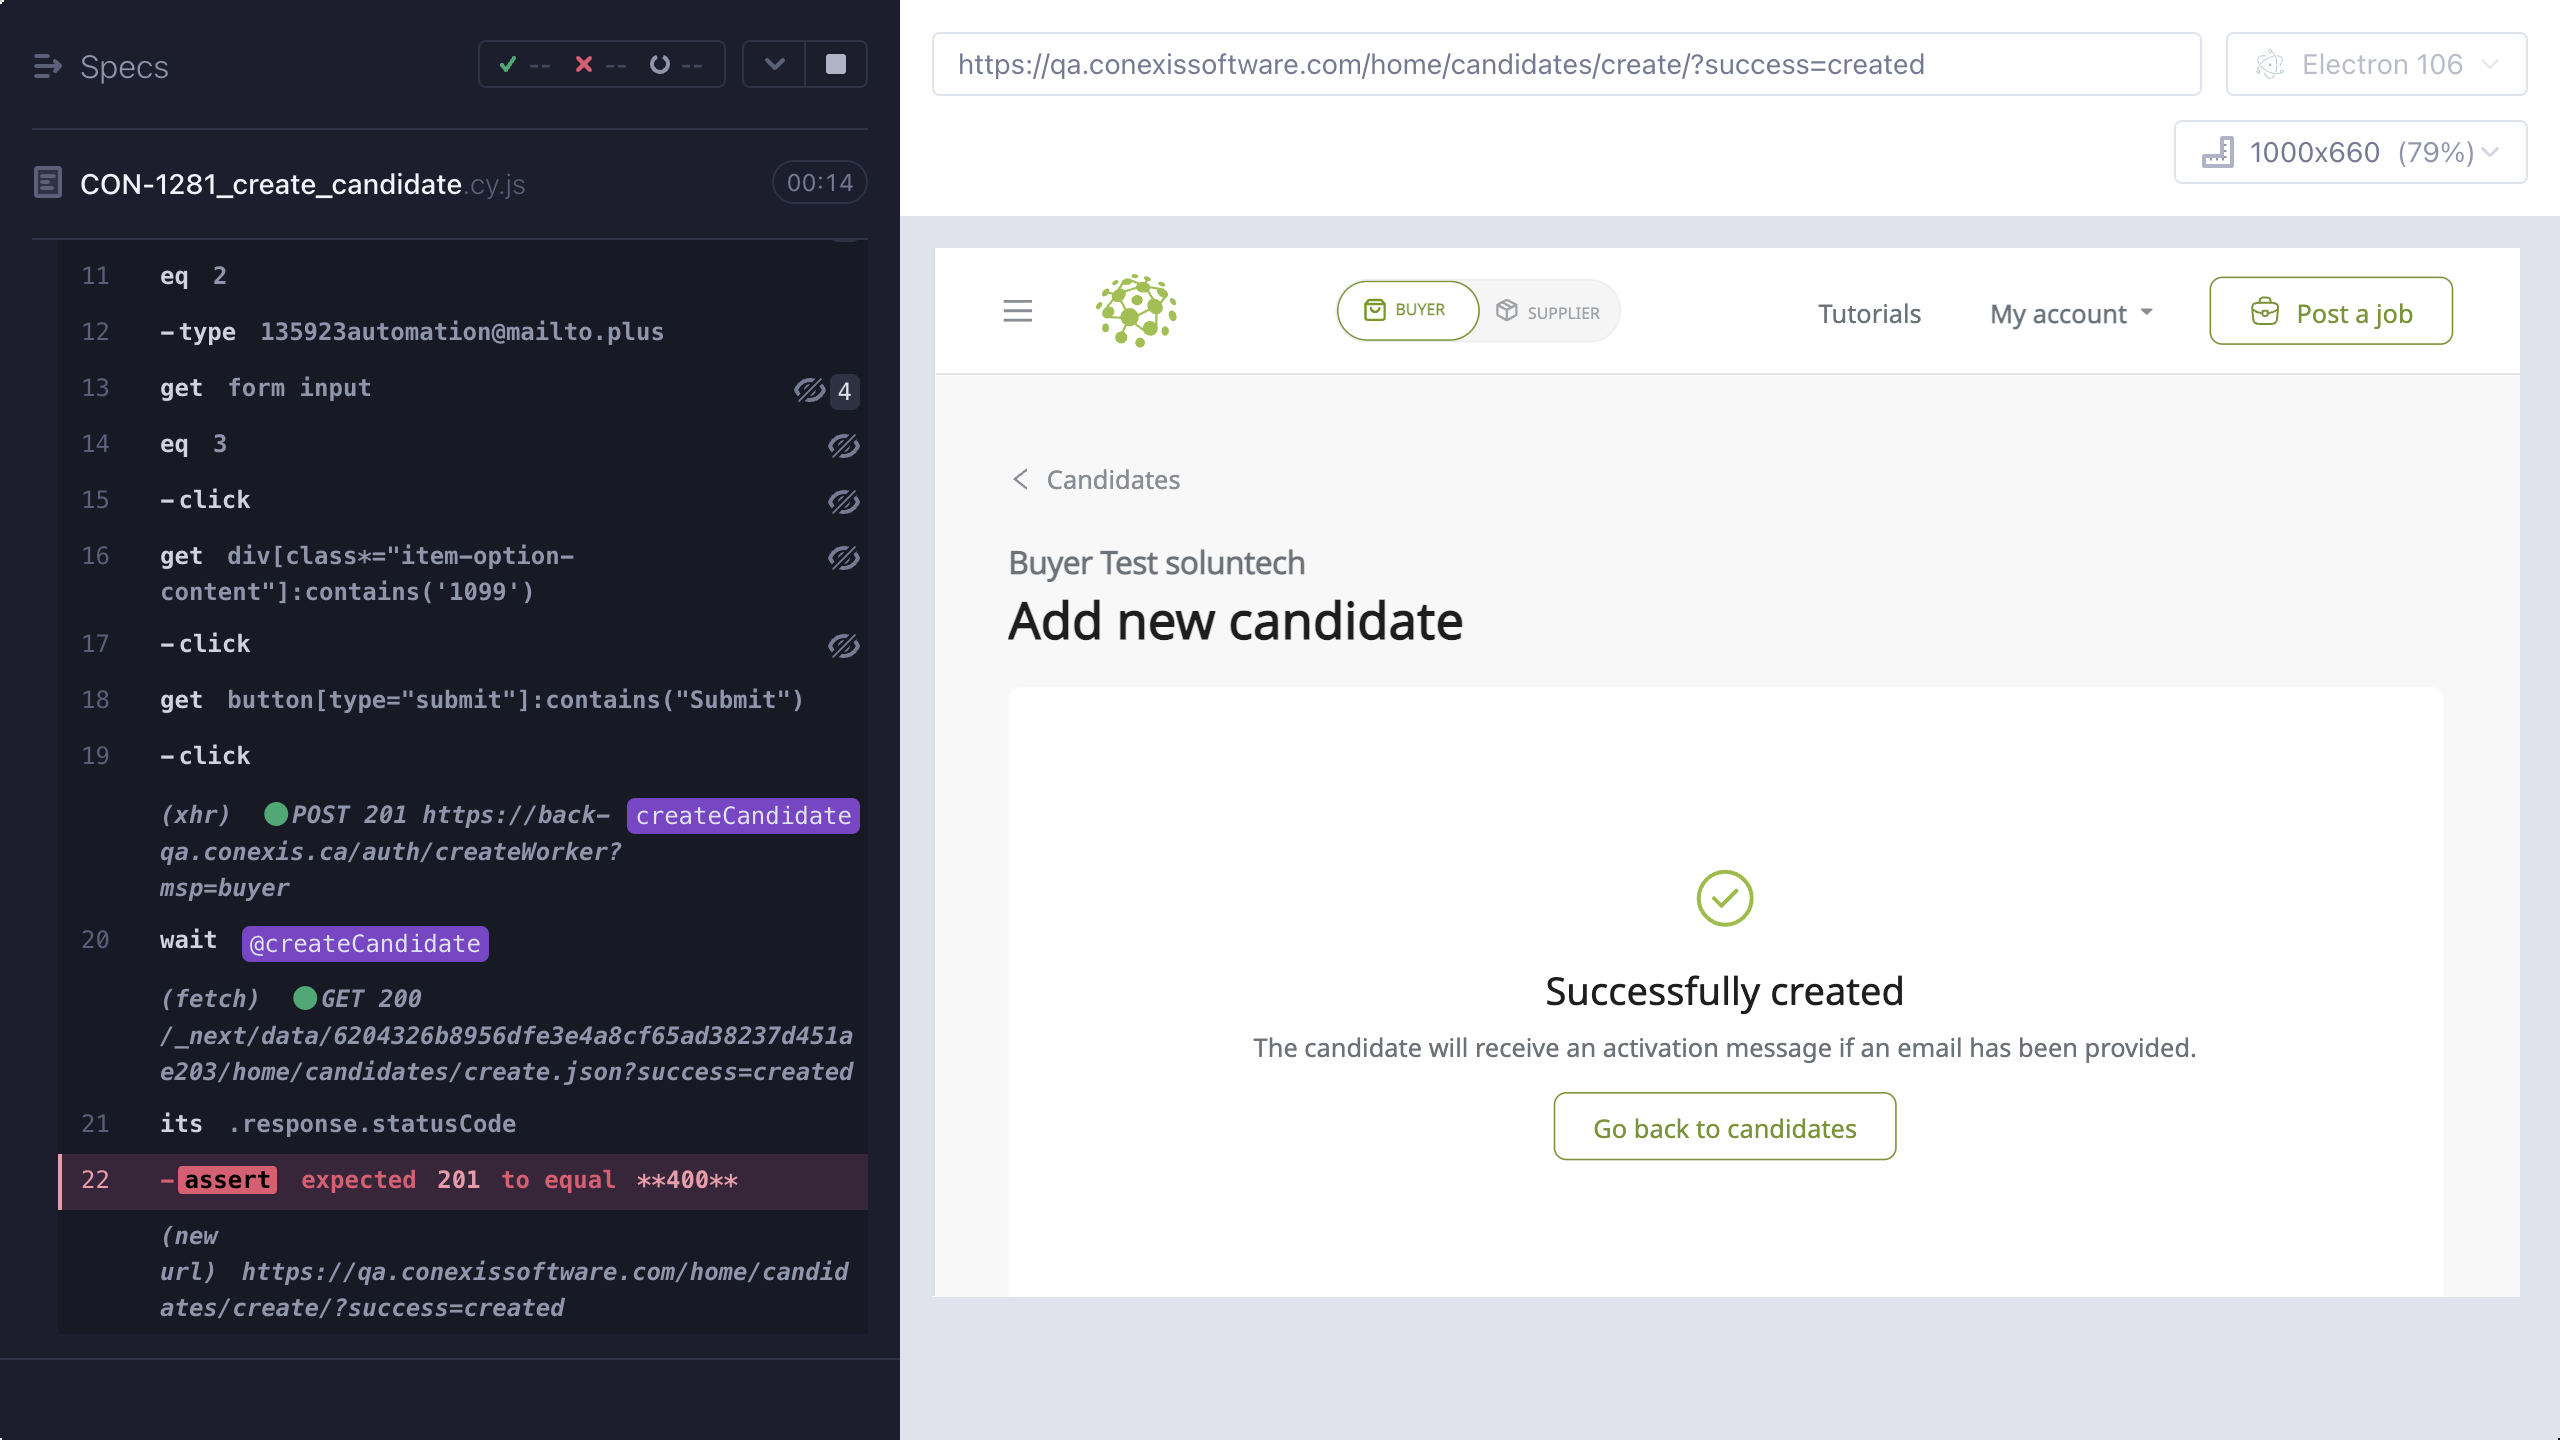 Specs
-- -- --
CON-1281_create_candidate.cy.js 00:14
11 eq 2
12 -type 135923automation@mailto.plus
13 get form input 4
14 eq 3
15 -click
16 get div[class*="item-option-
content"]:contains('1099')
17 -click
18 get button[type="submit"]:contains("Submit")
19 -click
(xhr) POST 201 https://back- createCandidate
qa.conexis.ca/auth/createWorker?
msp=buyer
20 wait @createCandidate
(fetch) GET 200
/_next/data/6204326b8956dfe3e4a8cf65ad38237d451a
e203/home/candidates/create.json?success=created
21 its .response.statusCode
22 -assert expected 201 to equal **400**
(new
url) https://qa.conexissoftware.com/home/candid
ates/create/?success=created
https://qa.conexissoftware.com/home/candidates/create/?success=created
Electron 106
1000x660 (79%)
BUYER
SUPPLIER
Tutorials
My account
Post a job
Candidates
Buyer Test soluntech
Add new candidate
Successfully created
The candidate will receive an activation message if an email has been provided.
Go back to candidates